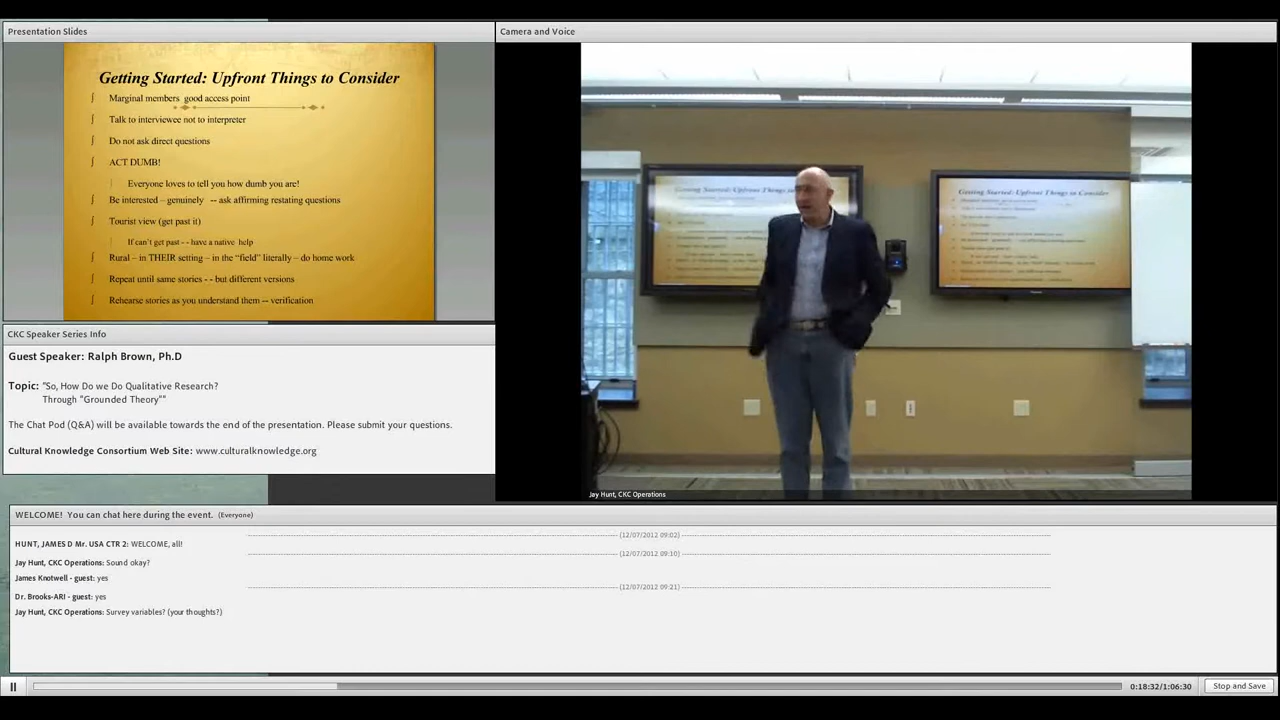 Presentation Slides
Getting Started: Upfront Things to Consider
Marginal members good access point
Talk to interviewee not to interpreter
Do not ask direct questions
ACT DUMB!
Everyone loves to tell you how dumb you are!
Be interested – genuinely -- ask affirming restating questions
Tourist view (get past it)
If can't get past - - have a native help
Rural – in THEIR setting – in the “field” literally – do home work
Repeat until same stories - - but different versions
Rehearse stories as you understand them -- verification
Camera and Voice
Getting Started: Upfront Things to Consider
Jay Hunt, CKC Operations
CKC Speaker Series Info
Guest Speaker: Ralph Brown, Ph.D
Topic: "So, How Do we Do Qualitative Research?
Through "Grounded Theory""
The Chat Pod (Q&A) will be available towards the end of the presentation. Please submit your questions.
Cultural Knowledge Consortium Web Site: www.culturalknowledge.org
WELCOME! You can chat here during the event. (Everyone)
(12/07/2012 09:02)
HUNT, JAMES D Mr. USA CTR 2: WELCOME, all!
(12/07/2012 09:10)
Jay Hunt, CKC Operations: Sound okay?
James Knotwell - guest: yes
(12/07/2012 09:21)
Dr. Brooks-ARI - guest: yes
Jay Hunt, CKC Operations: Survey variables? (your thoughts?)
0:18:32/1:06:30
Stop and Save